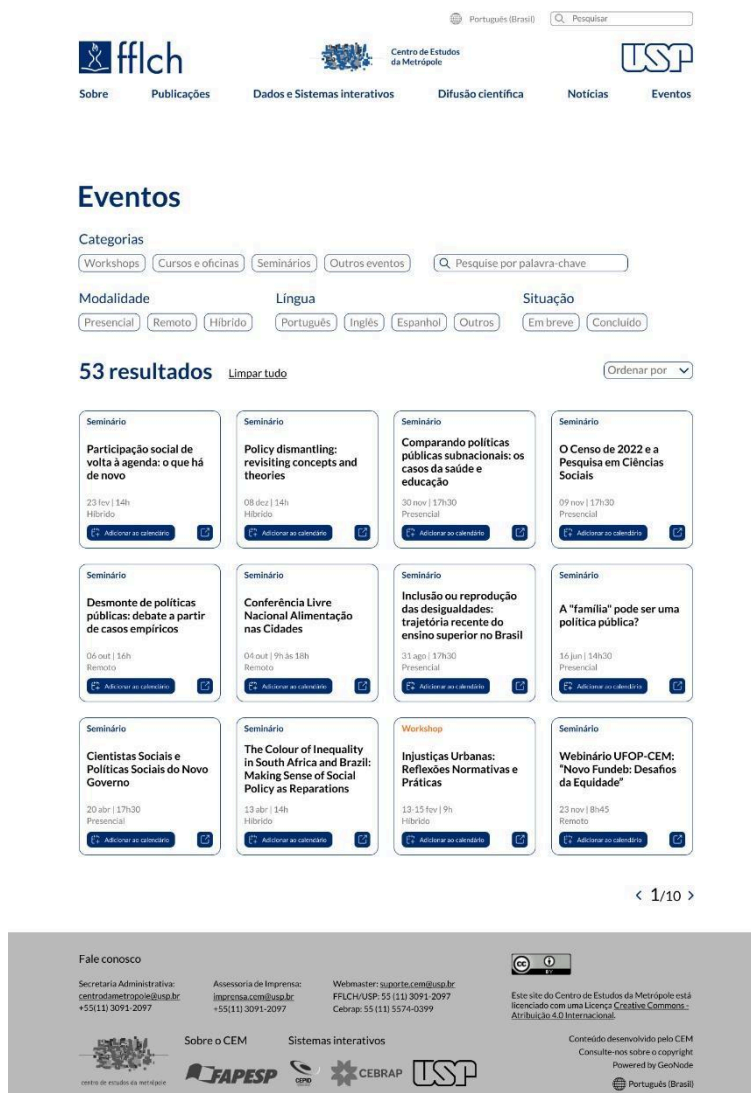 Português (Brasil)
Pesquisar
fflch
Centro de Estudos
da Metrópole
USP
Sobre
Publicações
Dados e Sistemas interativos
Difusão científica
Notícias
Eventos
Eventos
Categorias
Workshops
Cursos e oficinas
Seminários
Outros eventos
Pesquise por palavra-chave
Modalidade
Língua
Situação
Presencial
Remoto
Híbrido
Português
Inglês
Espanhol
Outros
Em breve
Concluído
53 resultados
Limpar tudo
Ordenar por
Seminário
Participação social de
volta à agenda: o que há
de novo
23 fev | 14h
Híbrido
Adicionar ao calendário
Seminário
Policy dismantling:
revisiting concepts and
theories
08 dez | 14h
Híbrido
Adicionar ao calendário
Seminário
Comparando políticas
públicas subnacionais: os
casos da saúde e
educação
30 nov | 17h30
Presencial
Adicionar ao calendário
Seminário
O Censo de 2022 e a
Pesquisa em Ciências
Sociais
09 nov | 17h30
Presencial
Adicionar ao calendário
Seminário
Desmonte de políticas
públicas: debate a partir
de casos empíricos
06 out | 16h
Remoto
Adicionar ao calendário
Seminário
Conferência Livre
Nacional Alimentação
nas Cidades
04 out | 9h às 18h
Remoto
Adicionar ao calendário
Seminário
Inclusão ou reprodução
das desigualdades:
trajetória recente do
ensino superior no Brasil
31 ago | 17h30
Presencial
Adicionar ao calendário
Seminário
A "família" pode ser uma
política pública?
16 jun | 14h30
Presencial
Adicionar ao calendário
Seminário
Cientistas Sociais e
Políticas Sociais do Novo
Governo
20 abr | 17h30
Presencial
Adicionar ao calendário
Seminário
The Colour of Inequality
in South Africa and Brazil:
Making Sense of Social
Policy as Reparations
13 abr | 14h
Híbrido
Adicionar ao calendário
Workshop
Injustiças Urbanas:
Reflexões Normativas e
Práticas
13-15 fev | 9h
Híbrido
Adicionar ao calendário
Seminário
Webinário UFOP-CEM:
"Novo Fundeb: Desafios
da Equidade"
23 nov | 8h45
Remoto
Adicionar ao calendário
1/10
Fale conosco
Secretaria Administrativa:
centrodametropole@usp.br
+55(11) 3091-2097
Assessoria de Imprensa:
imprensa.cem@usp.br
+55(11) 3091-2097
Webmaster: suporte.cem@usp.br
FFLCH/USP: 55 (11) 3091-2097
Cebrap: 55 (11) 5574-0399
cc
BY
Este site do Centro de Estudos da Metrópole está
licenciado com uma Licença Creative Commons -
Atribuição 4.0 Internacional.
Sobre o CEM
Sistemas interativos
centro de estudos da metrópole
FAPESP
CEPID
CEBRAP
USP
Conteúdo desenvolvido pelo CEM
Consulte-nos sobre o copyright
Powered by GeoNode
Português (Brasil)